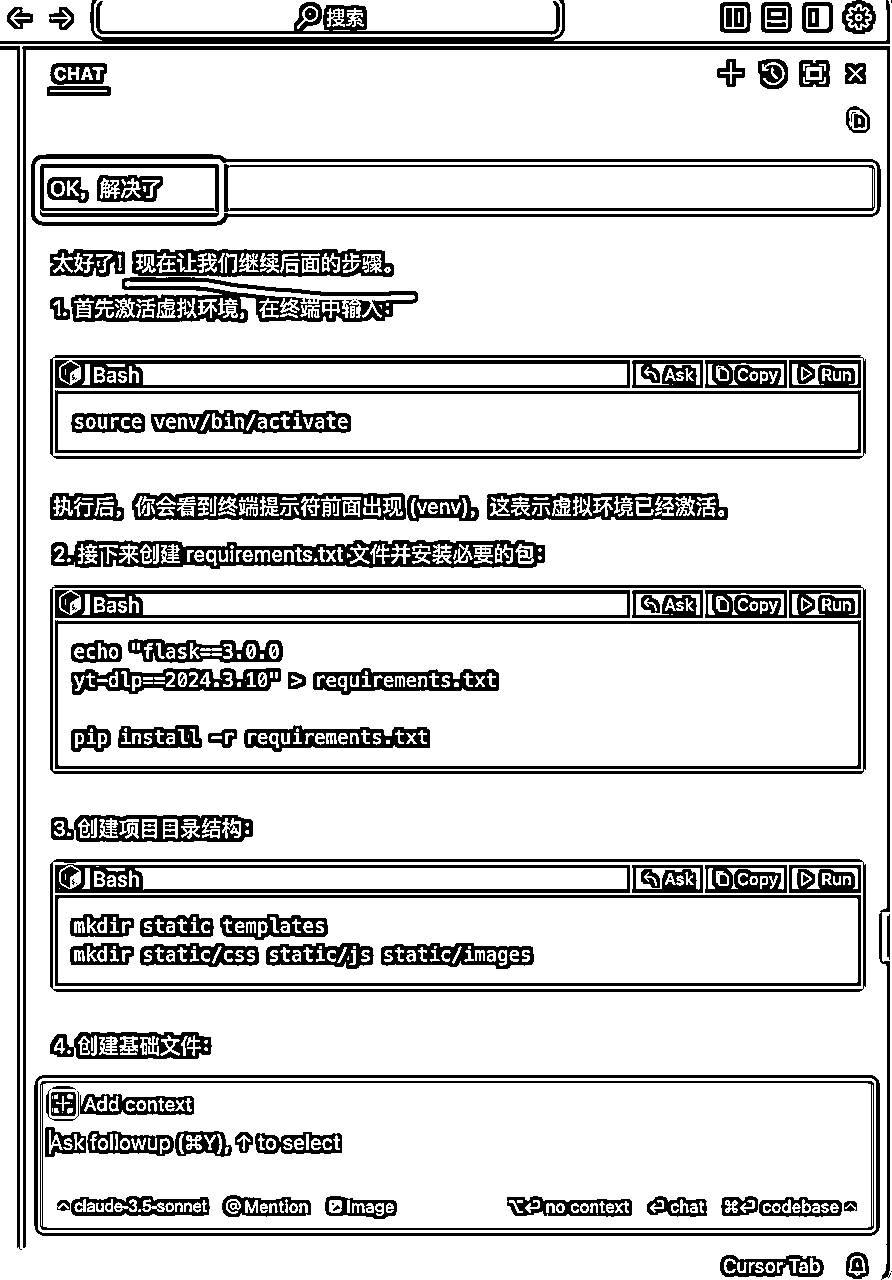 搜索
CHAT
OK，解决了
太好了！现在让我们继续后面的步骤。
1. 首先激活虚拟环境，在终端中输入：
Bash Ask Copy Run
source venv/bin/activate
执行后，你会看到终端提示符前面出现 (venv)，这表示虚拟环境已经激活。
2. 接下来创建 requirements.txt 文件并安装必要的包：
Bash Ask Copy Run
echo "flask==3.0.0
yt-dlp==2024.3.10" > requirements.txt
pip install -r requirements.txt
3. 创建项目目录结构：
Bash Ask Copy Run
mkdir static templates
mkdir static/css static/js static/images
4. 创建基础文件：
Add context
Ask followup (⌘Y), ↑ to select
^ claude-3.5-sonnet @ Mention Image ⌥⏎ no context ⏎ chat ⌘⏎ codebase ^
Cursor Tab